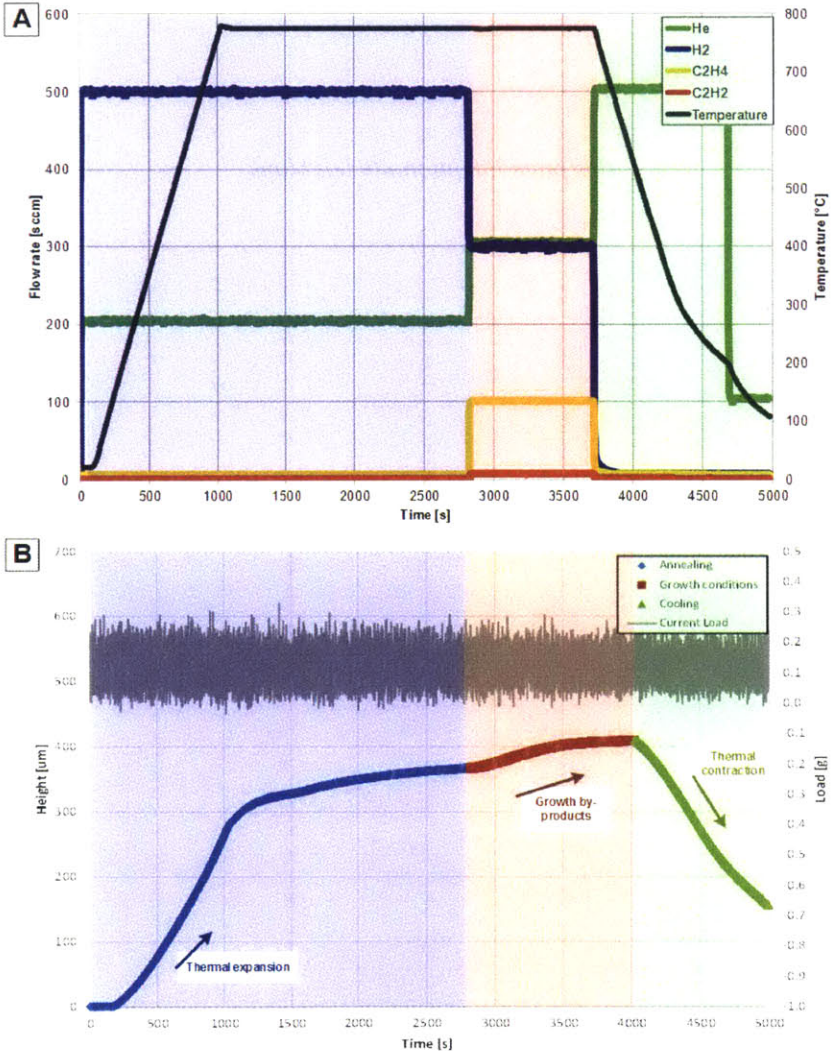 A
600
500
400
300
200
100
0
Flow rate [sccm]
800
700
600
500
400
300
200
100
0
Temperature [°C]
He
H2
C2H4
C2H2
Temperature
0 500 1000 1500 2000 2500 3000 3500 4000 4500 5000
Time [s]
B
700
600
500
400
300
200
100
0
Height [um]
0.5
0.4
0.3
0.2
0.1
0.0
0.1
0.2
0.3
0.4
0.5
0.6
0.7
0.8
-0.9
-1.0
Load [g]
Annealing
Growth conditions
Cooling
Current Load
Thermal
contraction
Growth by-
products
Thermal expansion
0 500 1000 1500 2000 2500 3000 3500 4000 4500 5000
Time [s]